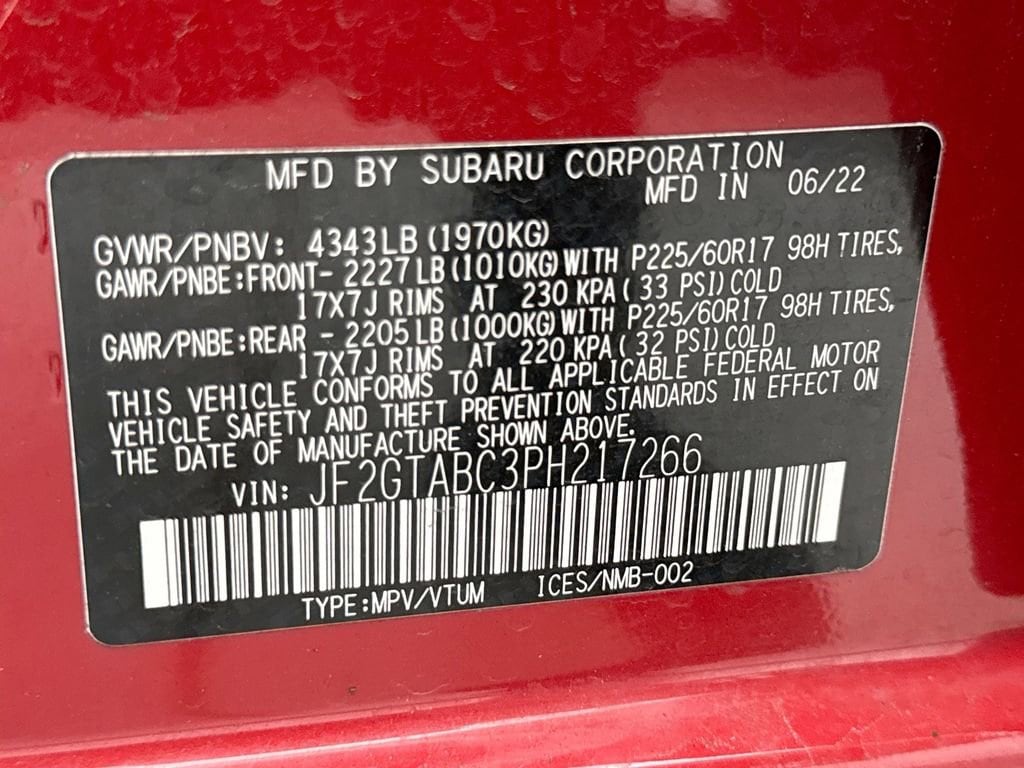 MFD BY SUBARU CORPORATION
MFD IN 06/22
GVWR/PNBV: 4343LB (1970KG)
GAWR/PNBE:FRONT- 2227LB(1010KG)WITH P225/60R17 98H TIRES,
17X7J RIMS AT 230 KPA( 33 PSI)COLD
GAWR/PNBE:REAR - 2205LB(1000KG)WITH P225/60R17 98H TIRES,
17X7J RIMS AT 220 KPA( 32 PSI)COLD
THIS VEHICLE CONFORMS TO ALL APPLICABLE FEDERAL MOTOR
VEHICLE SAFETY AND THEFT PREVENTION STANDARDS IN EFFECT ON
THE DATE OF MANUFACTURE SHOWN ABOVE.
VIN: JF2GTABC3PH217266
TYPE:MPV/VTUM ICES/NMB-002